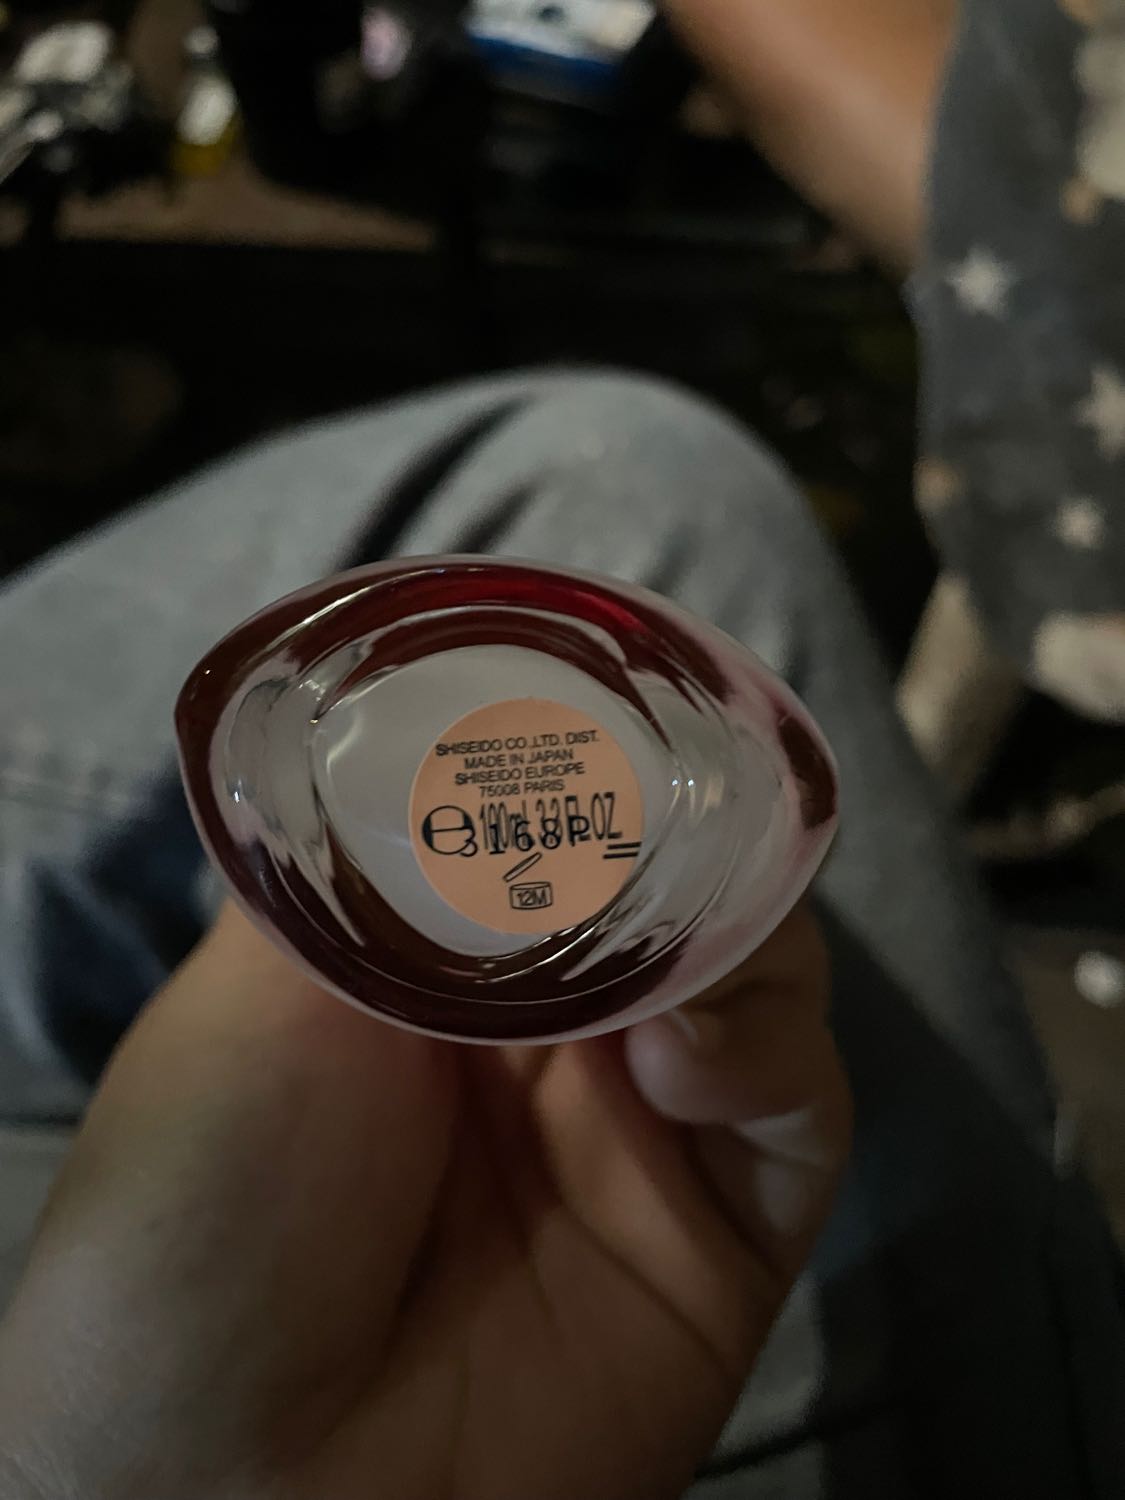 SHISEIDO CO.,LTD. DIST.
MADE IN JAPAN
SHISEIDO EUROPE
75008 PARIS
℮ 100ml 3.3 FL.OZ
3168P
12M